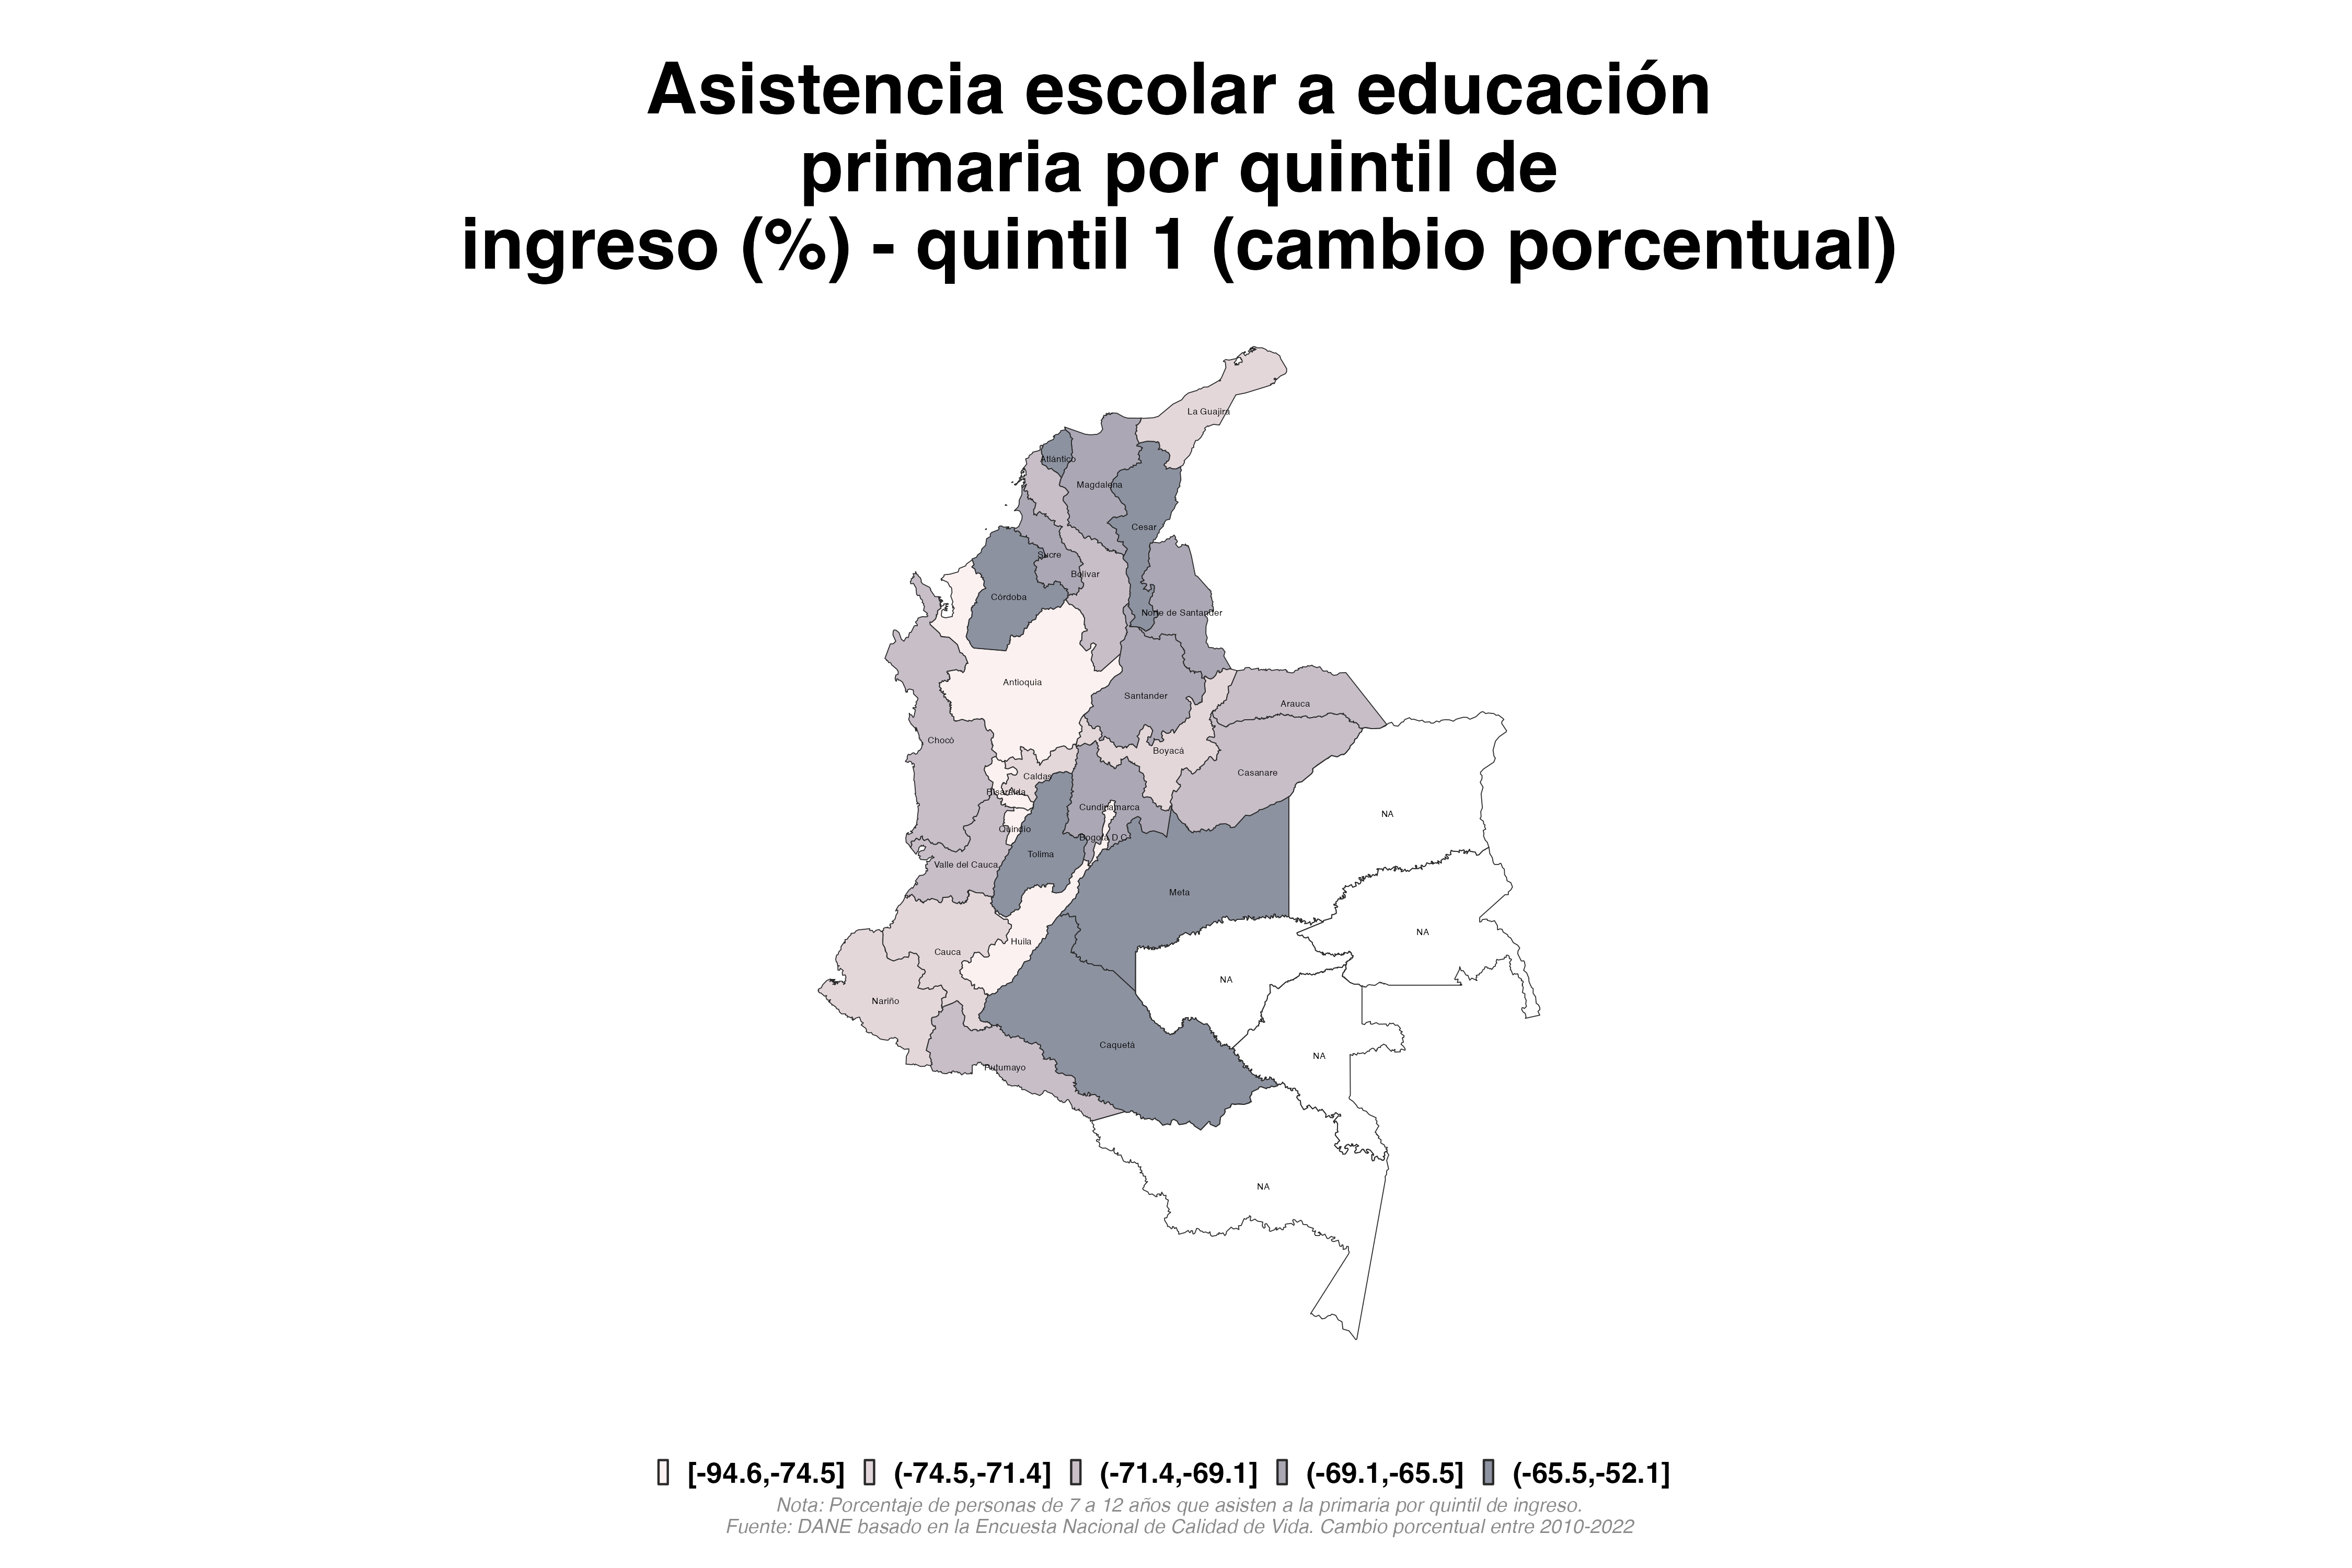 Asistencia escolar a educación
primaria por quintil de
ingreso (%) - quintil 1 (cambio porcentual)
La Guajira
Atlántico
Magdalena
Cesar
Sucre
Bolívar
Córdoba
Norte de Santander
Antioquia
Santander
Arauca
Chocó
Boyacá
Casanare
Caldas
Risaralda
Cundinamarca
NA
Quindío
Bogotá D.C.
Tolima
Valle del Cauca
Meta
NA
Huila
Cauca
NA
Nariño
Caquetá
NA
Putumayo
NA
[-94.6,-74.5] (-74.5,-71.4] (-71.4,-69.1] (-69.1,-65.5] (-65.5,-52.1]
Nota: Porcentaje de personas de 7 a 12 años que asisten a la primaria por quintil de ingreso.
Fuente: DANE basado en la Encuesta Nacional de Calidad de Vida. Cambio porcentual entre 2010-2022